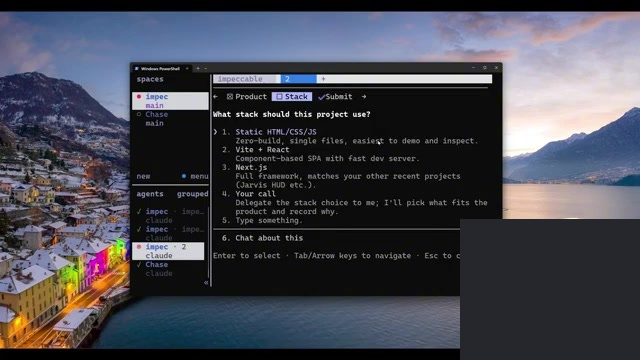 Windows PowerShell
spaces
impec
main
Chase
main
new
menu
agents grouped
impec · impe…
claude
impec · impe…
claude
impec · 2
claude
Chase
claude
«
impeccable 2 +
← Product Stack Submit →
What stack should this project use?
❯ 1. Static HTML/CSS/JS
Zero-build, single files, easiest to demo and inspect.
2. Vite + React
Component-based SPA with fast dev server.
3. Next.js
Full framework, matches your other recent projects
(Jarvis HUD etc.).
4. Your call
Delegate the stack choice to me; I'll pick what fits the
product and record why.
5. Type something.
6. Chat about this
Enter to select · Tab/Arrow keys to navigate · Esc to c